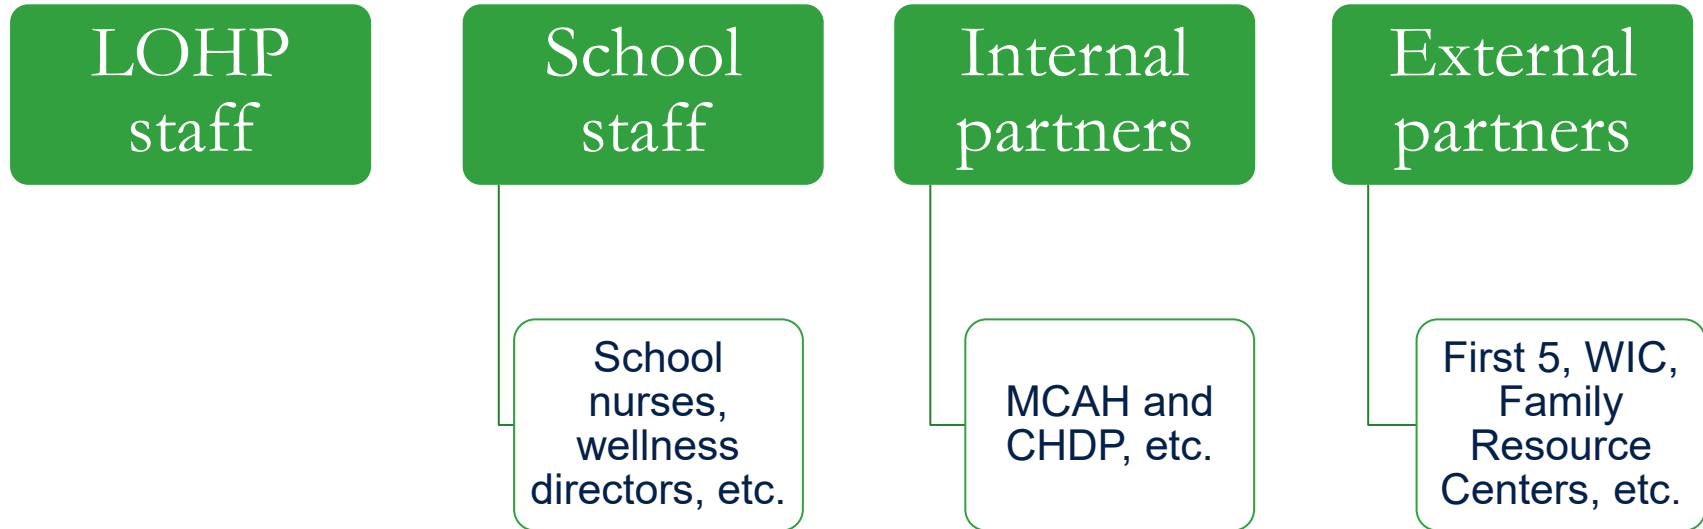 LOHP
staff
School
staff
Internal
partners
External
partners
School
nurses,
wellness
directors, etc.
MCAH and
CHDP, etc.
First 5, WIC,
Family
Resource
Centers, etc.